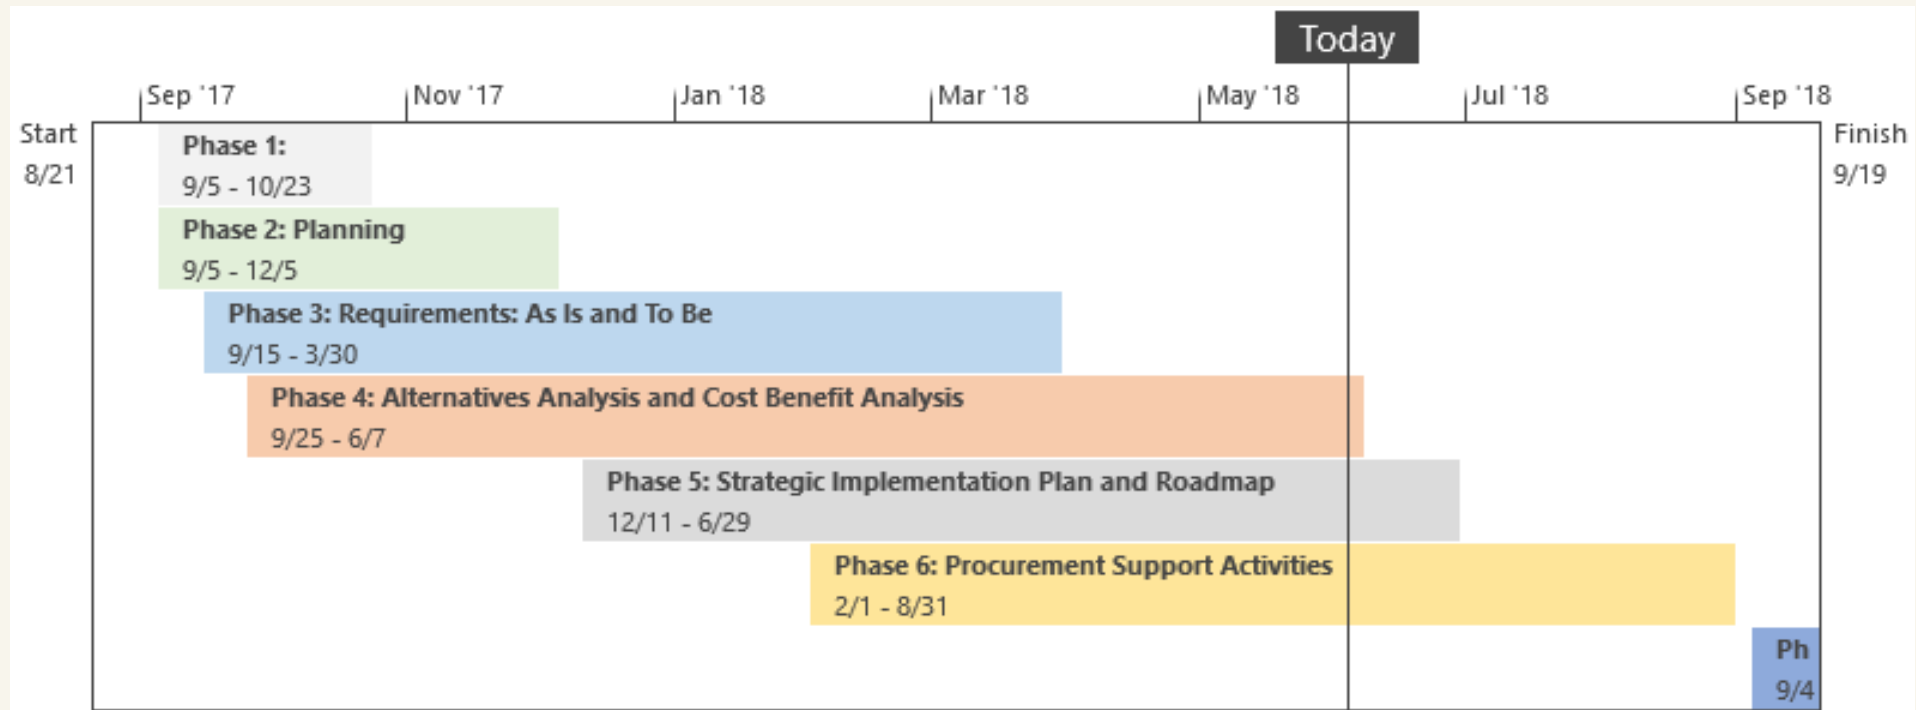 Today
Sep '17
Nov '17
Jan '18
Mar '18
May '18
Jul '18
Sep '18
Start
8/21
Finish
9/19
Phase 1:
9/5 - 10/23
Phase 2: Planning
9/5 - 12/5
Phase 3: Requirements: As Is and To Be
9/15 - 3/30
Phase 4: Alternatives Analysis and Cost Benefit Analysis
9/25 - 6/7
Phase 5: Strategic Implementation Plan and Roadmap
12/11 - 6/29
Phase 6: Procurement Support Activities
2/1 - 8/31
Ph
9/4